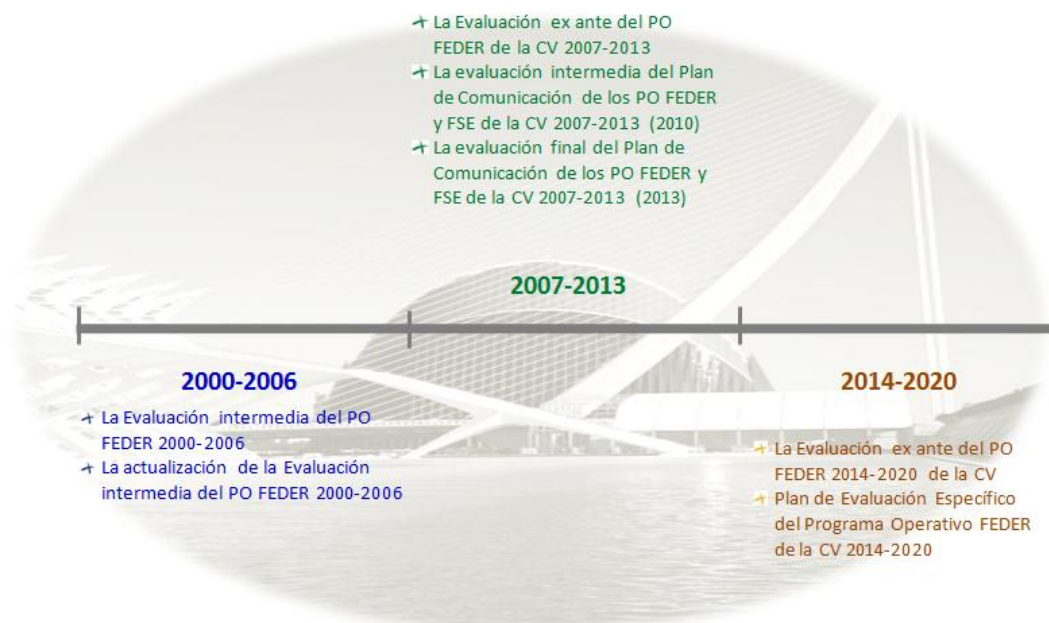 La Evaluación ex ante del PO
FEDER de la CV 2007-2013
La evaluación intermedia del Plan
de Comunicación de los PO FEDER
y FSE de la CV 2007-2013 (2010)
La evaluación final del Plan de
Comunicación de los PO FEDER y
FSE de la CV 2007-2013 (2013)
2007-2013
2000-2006
La Evaluación intermedia del PO
FEDER 2000-2006
La actualización de la Evaluación
intermedia del PO FEDER 2000-2006
2014-2020
La Evaluación ex ante del PO
FEDER 2014-2020 de la CV
Plan de Evaluación Específico
del Programa Operativo FEDER
de la CV 2014-2020